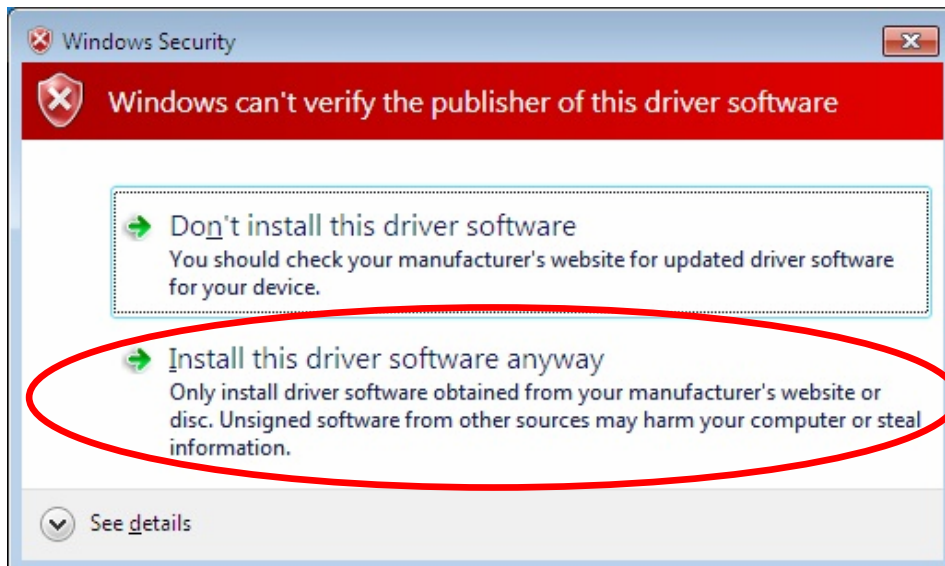 Windows Security
Windows can't verify the publisher of this driver software
Don't install this driver software
You should check your manufacturer's website for updated driver software
for your device.
Install this driver software anyway
Only install driver software obtained from your manufacturer's website or
disc. Unsigned software from other sources may harm your computer or steal
information.
See details